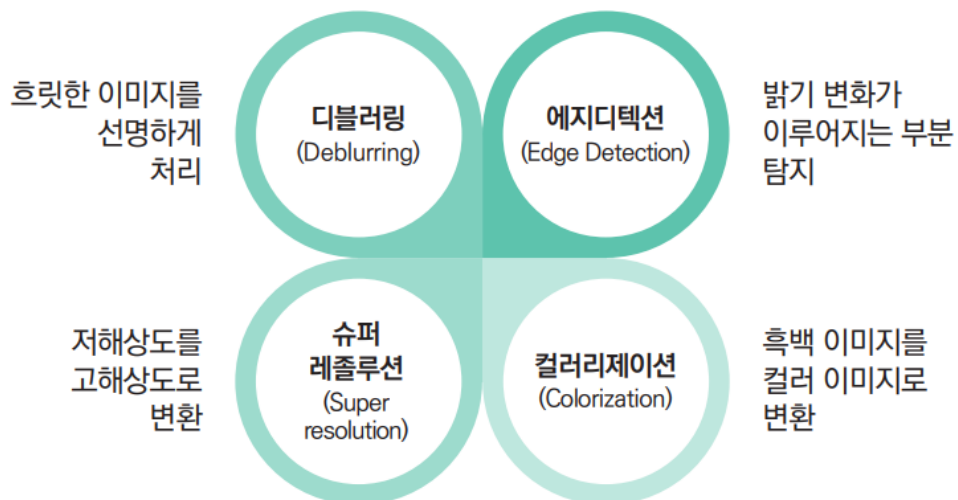 흐릿한 이미지를
선명하게
처리
디블러링
(Deblurring)
에지디텍션
(Edge Detection)
밝기 변화가
이루어지는 부분
탐지
저해상도를
고해상도로
변환
슈퍼
레졸루션
(Super
resolution)
컬러리제이션
(Colorization)
흑백 이미지를
컬러 이미지로
변환